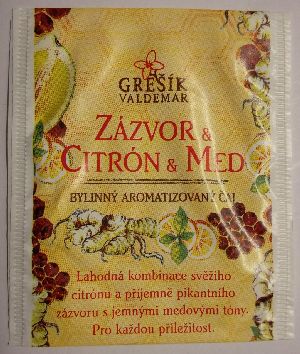 GREŠÍK
VALDEMAR
ZÁZVOR &
CITRÓN & MED
BYLINNÝ AROMATIZOVANÝ ČAJ
Lahodná kombinace svěžího
citrónu a příjemně pikantního
zázvoru s jemnými medovými tóny.
Pro každou příležitost.